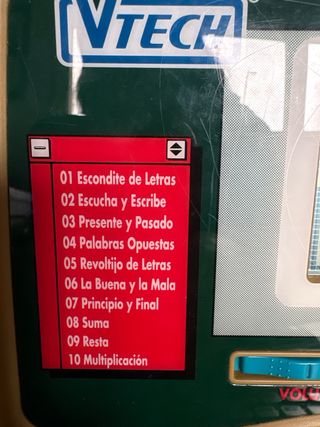 VTECH
01 Escondite de Letras
02 Escucha y Escribe
03 Presente y Pasado
04 Palabras Opuestas
05 Revoltijo de Letras
06 La Buena y la Mala
07 Principio y Final
08 Suma
09 Resta
10 Multiplicación